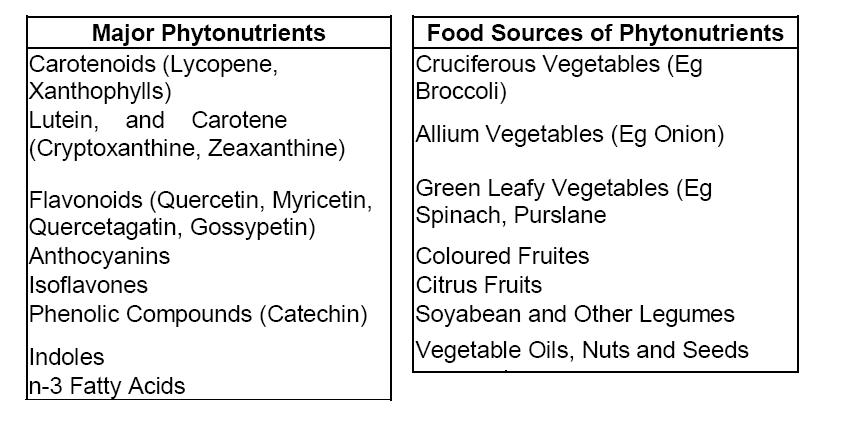 Major Phytonutrients
Carotenoids (Lycopene,
Xanthophylls)
Lutein, and Carotene
(Cryptoxanthine, Zeaxanthine)
Flavonoids (Quercetin, Myricetin,
Quercetagatin, Gossypetin)
Anthocyanins
Isoflavones
Phenolic Compounds (Catechin)
Indoles
n-3 Fatty Acids
Food Sources of Phytonutrients
Cruciferous Vegetables (Eg
Broccoli)
Allium Vegetables (Eg Onion)
Green Leafy Vegetables (Eg
Spinach, Purslane
Coloured Fruites
Citrus Fruits
Soyabean and Other Legumes
Vegetable Oils, Nuts and Seeds